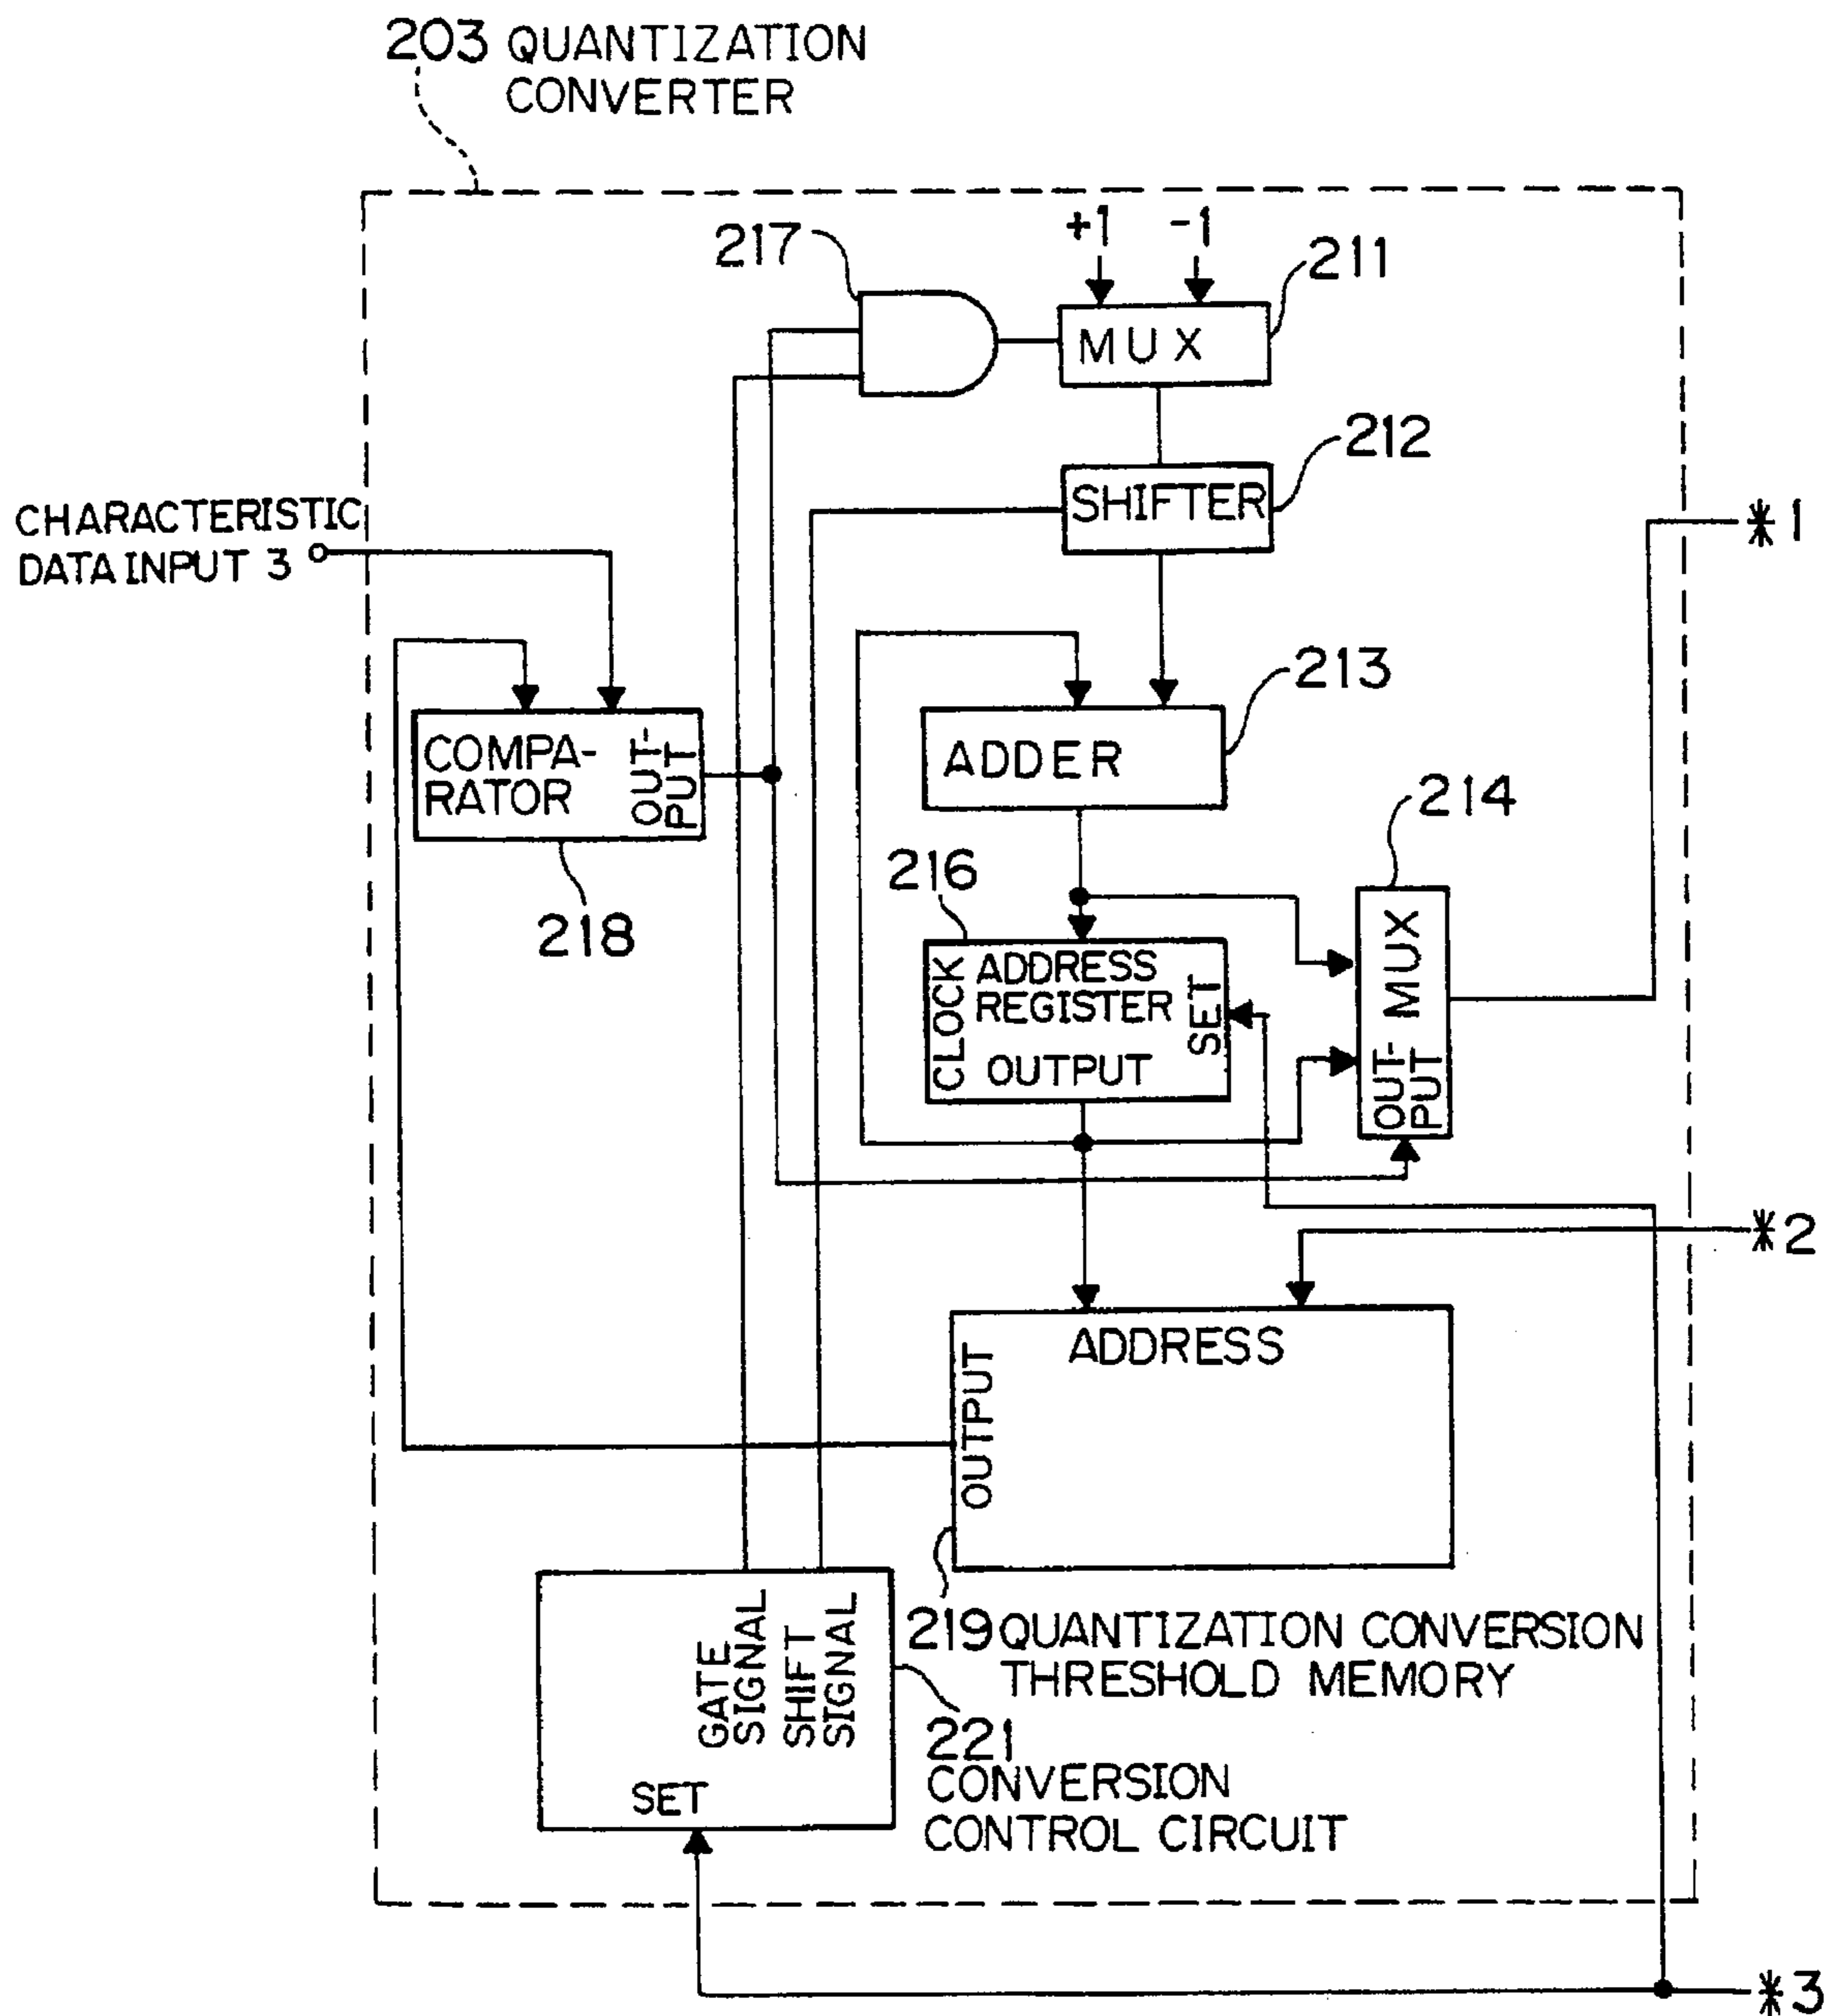 203 QUANTIZATION
CONVERTER
+1 -1
217
211
MUX
212
SHIFTER
CHARACTERISTIC
DATA INPUT 3
*1
213
COMPA-
RATOR
OUT-
PUT
ADDER
214
218
216
CLOCK
ADDRESS
REGISTER
OUTPUT
SET
MUX
OUT-
PUT
*2
ADDRESS
OUTPUT
219 QUANTIZATION CONVERSION
THRESHOLD MEMORY
GATE
SIGNAL
SHIFT
SIGNAL
SET
221
CONVERSION
CONTROL CIRCUIT
*3